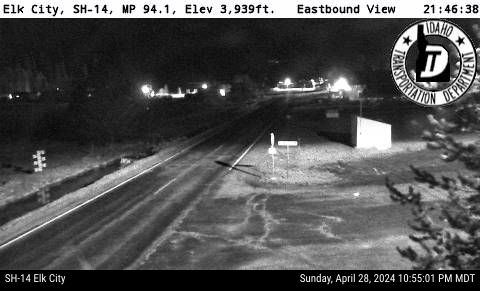 Elk City, SH-14, MP 94.1, Elev 3,939ft. Eastbound View 21:46:38
IDAHO
TRANSPORTATION DEPARTMENT
SH-14 Elk City Sunday, April 28, 2024 10:55:01 PM MDT